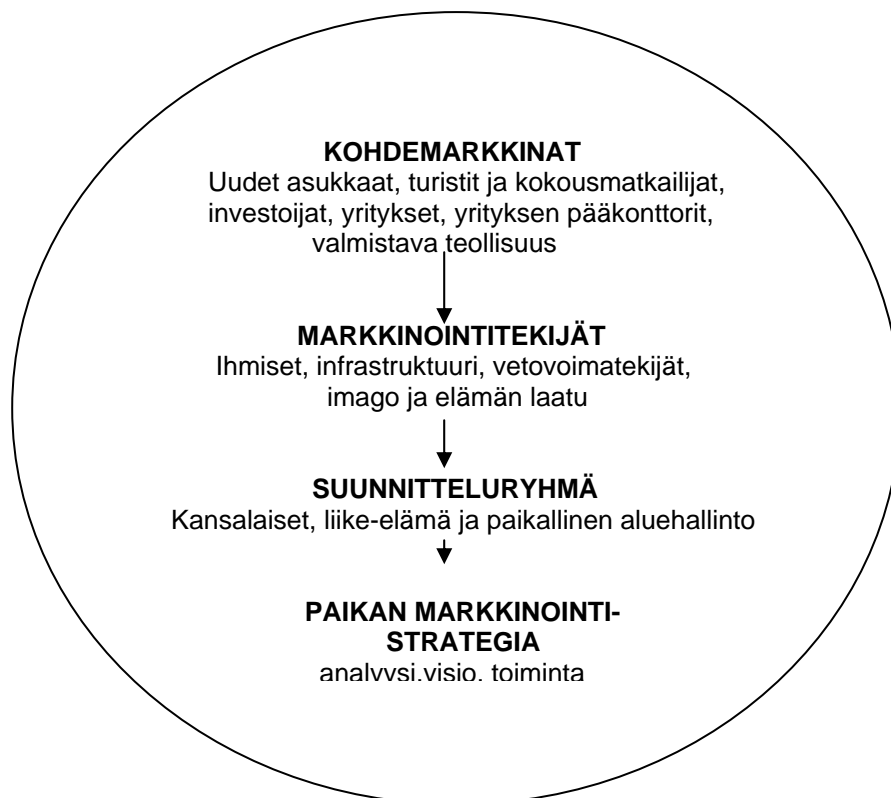 KOHDEMARKKINAT
Uudet asukkaat, turistit ja kokousmatkailijat,
investoijat, yritykset, yrityksen pääkonttorit,
valmistava teollisuus
MARKKINOINTITEKIJÄT
Ihmiset, infrastruktuuri, vetovoimatekijät,
imago ja elämän laatu
SUUNNITTELURYHMÄ
Kansalaiset, liike-elämä ja paikallinen aluehallinto
PAIKAN MARKKINOINTI-
STRATEGIA
analyysi,visio, toiminta